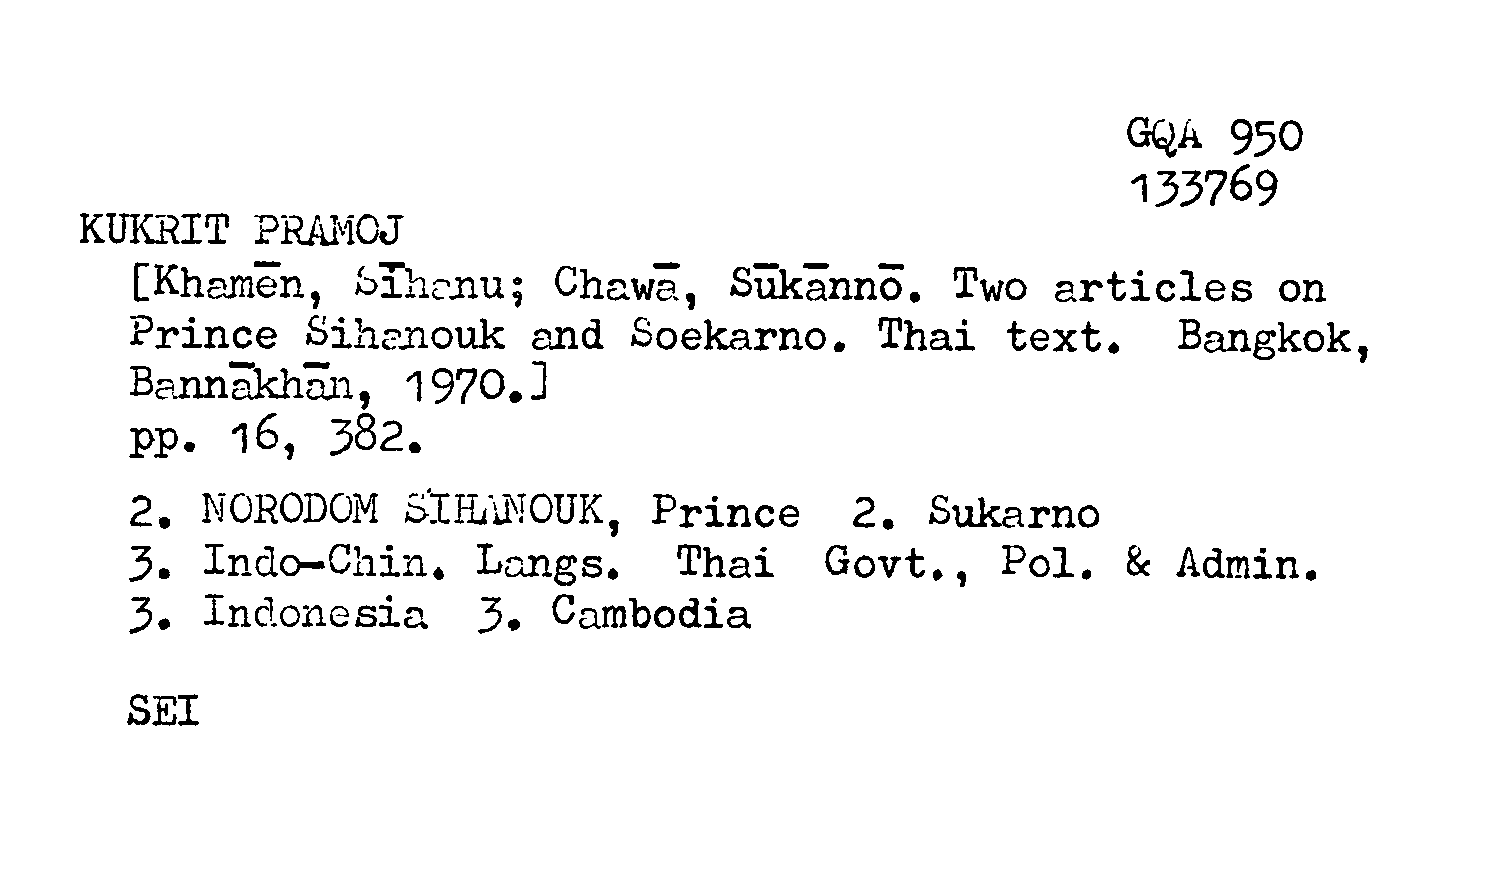 GQA 950
133769
KUKRIT PRAMOJ
[Khamēn, Sīhanu; Chawā, Sūkānnō. Two articles on
Prince Sihanouk and Soekarno. Thai text. Bangkok,
Bannākhān, 1970.]
pp. 16, 382.
2. NORODOM SIHANOUK, Prince 2. Sukarno
3. Indo-Chin. Langs. Thai Govt., Pol. & Admin.
3. Indonesia 3. Cambodia
SEI